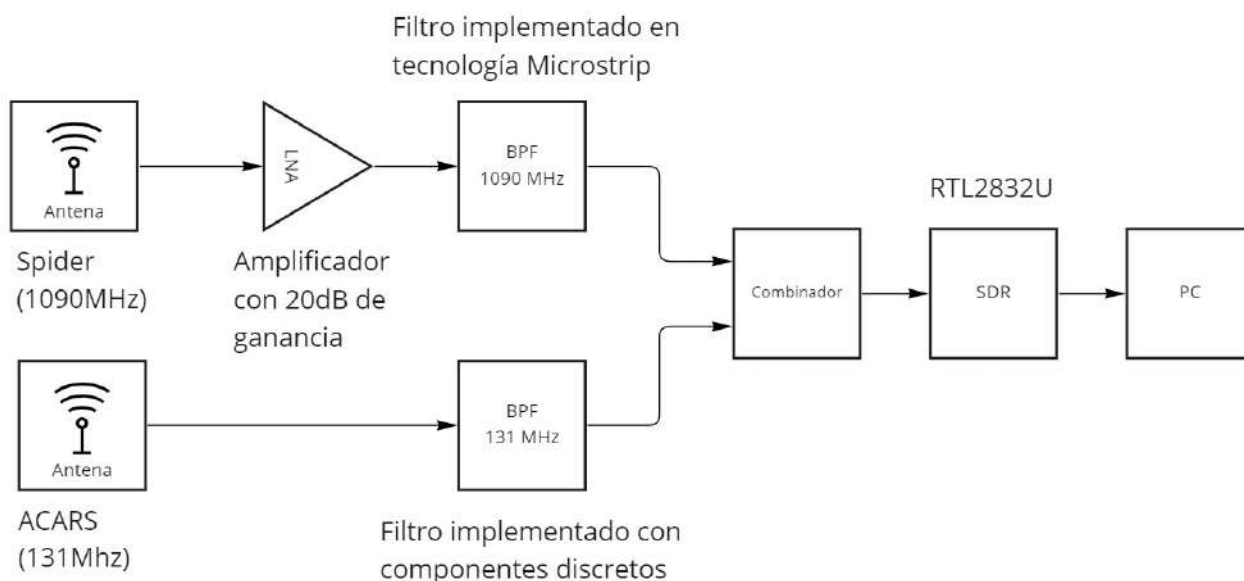 Filtro implementado en
tecnología Microstrip
Antena
Spider
(1090MHz)
LNA
Amplificador
con 20dB de
ganancia
BPF
1090 MHz
RTL2832U
Combinador
SDR
PC
Antena
ACARS
(131Mhz)
BPF
131 MHz
Filtro implementado con
componentes discretos